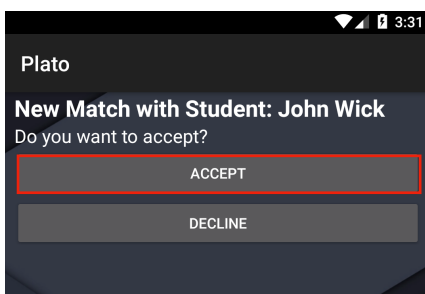 3:31
Plato
New Match with Student: John Wick
Do you want to accept?
ACCEPT
DECLINE